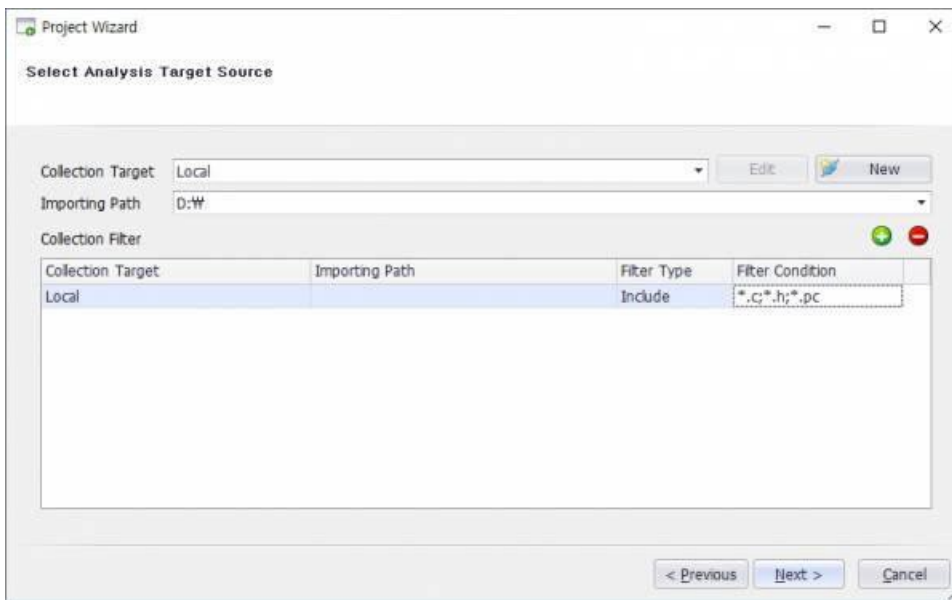 Project Wizard
Select Analysis Target Source
Collection Target Local Edit New
Importing Path D:₩
Collection Filter
Collection Target Importing Path Filter Type Filter Condition
Local Include *.c;*.h;*.pc
< Previous Next > Cancel